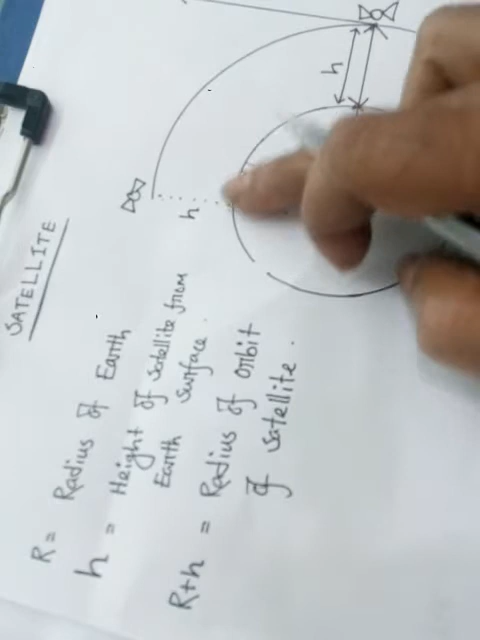 SATELLITE
R = Radius of Earth
h = Height of Satellite from
Earth Surface.
R+h = Radius of orbit
of satellite.
h
h